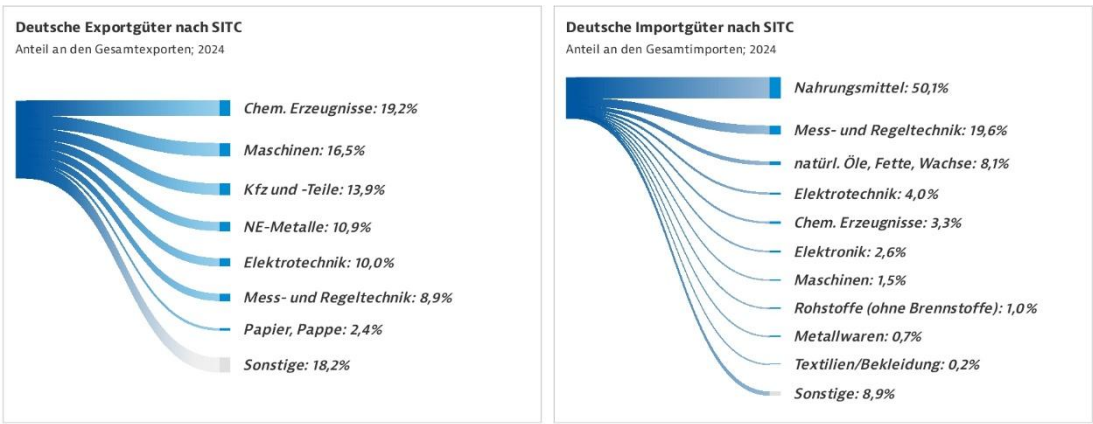 Deutsche Exportgüter nach SITC
Anteil an den Gesamtexporten; 2024
Chem. Erzeugnisse: 19,2%
Maschinen: 16,5%
Kfz und -Teile: 13,9%
NE-Metalle: 10,9%
Elektrotechnik: 10,0%
Mess- und Regeltechnik: 8,9%
Papier, Pappe: 2,4%
Sonstige: 18,2%
Deutsche Importgüter nach SITC
Anteil an den Gesamtimporten; 2024
Nahrungsmittel: 50,1%
Mess- und Regeltechnik: 19,6%
natürl. Öle, Fette, Wachse: 8,1%
Elektrotechnik: 4,0%
Chem. Erzeugnisse: 3,3%
Elektronik: 2,6%
Maschinen: 1,5%
Rohstoffe (ohne Brennstoffe): 1,0%
Metallwaren: 0,7%
Textilien/Bekleidung: 0,2%
Sonstige: 8,9%